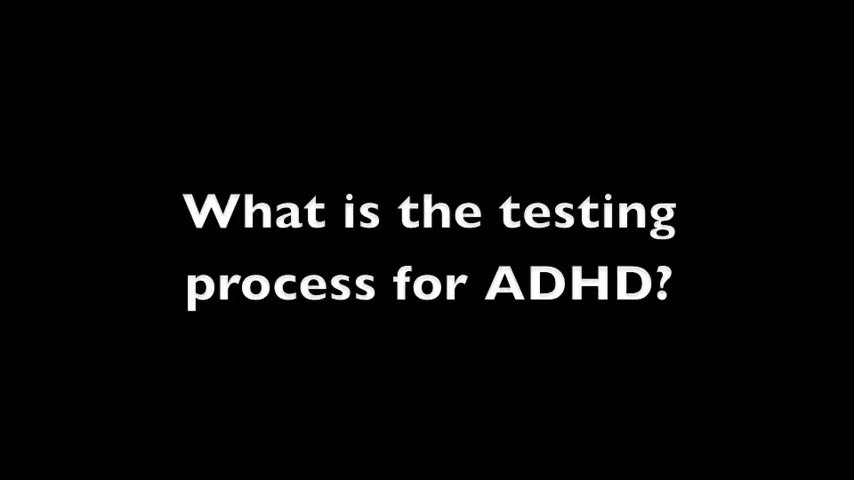 What is the testing
process for ADHD?